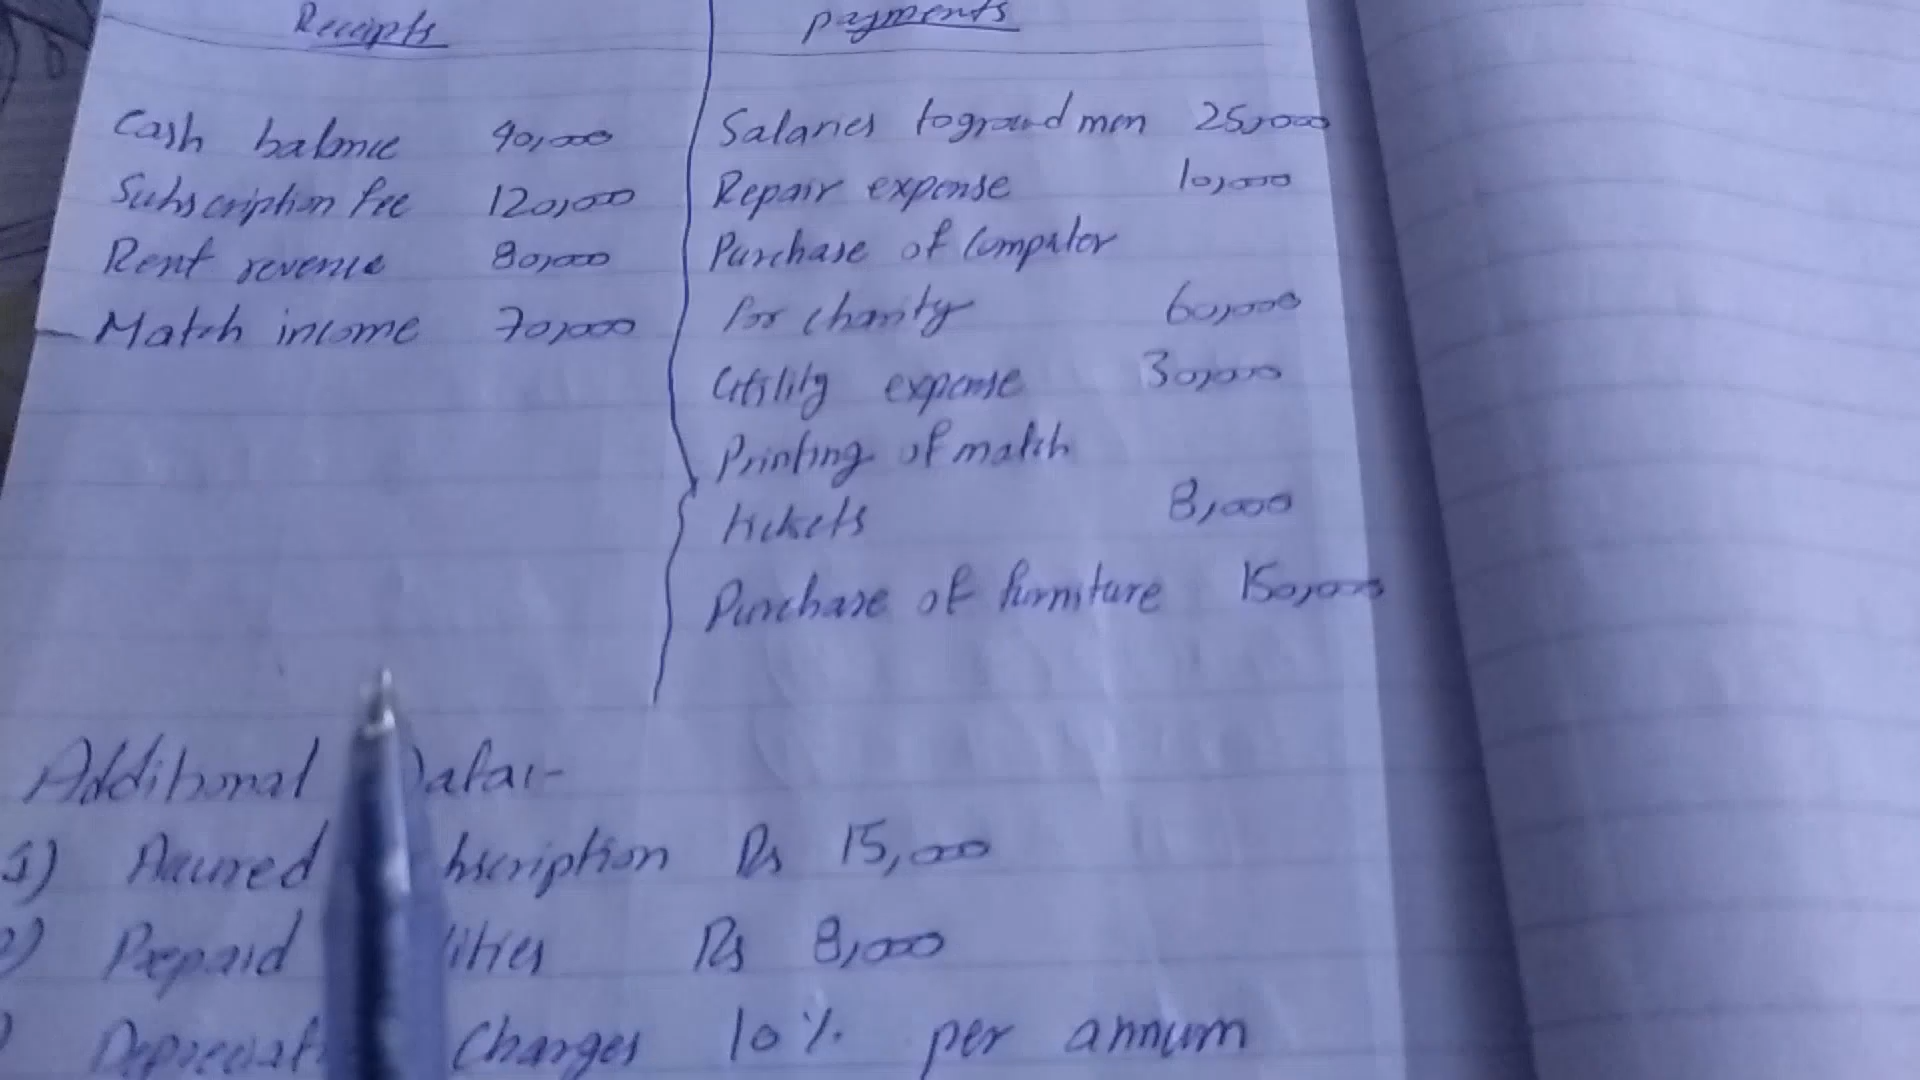 Receipts
payments
Cash balance 40,000
Salaries to ground men 25,000
Subscription fee 120,000
Repair expense 10,000
Rent revenue 80,000
Purchase of Computer
for charity 60,000
Match income 70,000
Utility expense 30,000
Printing of match
tickets 8,000
Purchase of furniture 150,000
Additional Data:-
1) Accrued Rs 15,000
Prepaid Rs 8,000
Charges 10% per annum